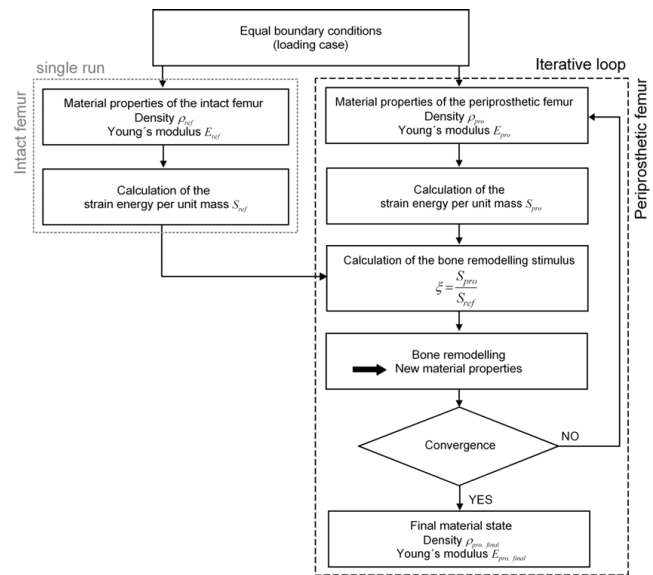 Equal boundary conditions
(loading case)
single run
Iterative loop
Intact femur
Periprosthetic femur
Material properties of the intact femur
Density ρref
Young´s modulus Eref
Calculation of the
strain energy per unit mass Sref
Material properties of the periprosthetic femur
Density ρpro
Young´s modulus Epro
Calculation of the
strain energy per unit mass Spro
Calculation of the bone remodelling stimulus
ξ = Spro / Sref
Bone remodelling
New material properties
Convergence
NO
YES
Final material state
Density ρpro, final
Young´s modulus Epro, final